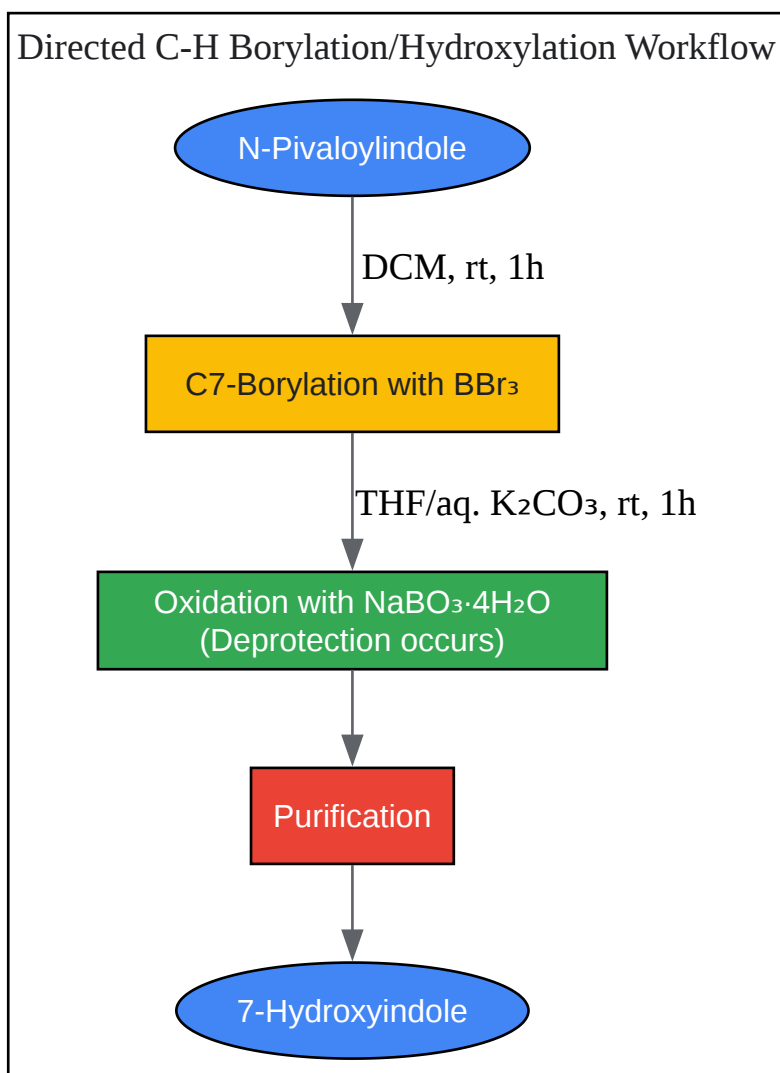 Directed C-H Borylation/Hydroxylation Workflow
N-Pivaloylindole
DCM, rt, 1h
C7-Borylation with BBr₃
THF/aq. K₂CO₃, rt, 1h
Oxidation with NaBO₃·4H₂O
(Deprotection occurs)
Purification
7-Hydroxyindole